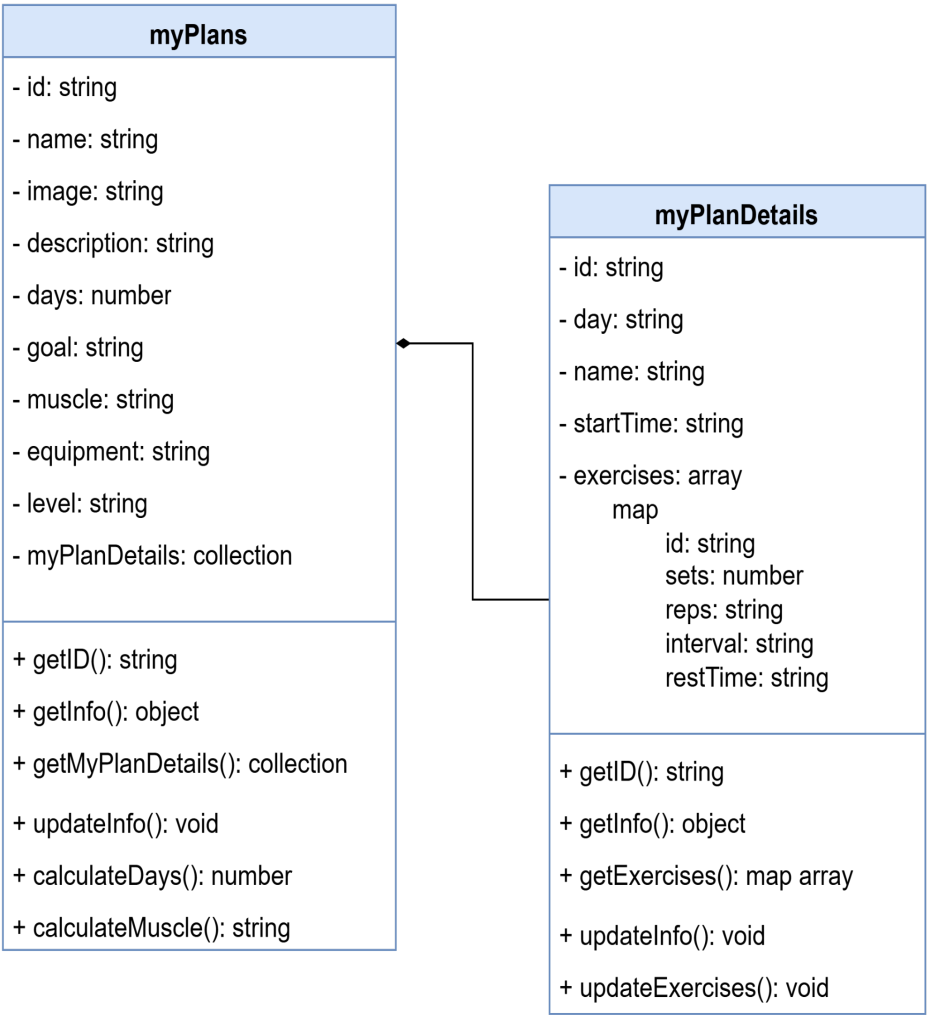 myPlans
- id: string
- name: string
- image: string
- description: string
- days: number
- goal: string
- muscle: string
- equipment: string
- level: string
- myPlanDetails: collection
+ getID(): string
+ getInfo(): object
+ getMyPlanDetails(): collection
+ updateInfo(): void
+ calculateDays(): number
+ calculateMuscle(): string
myPlanDetails
- id: string
- day: string
- name: string
- startTime: string
- exercises: array
map
id: string
sets: number
reps: string
interval: string
restTime: string
+ getID(): string
+ getInfo(): object
+ getExercises(): map array
+ updateInfo(): void
+ updateExercises(): void